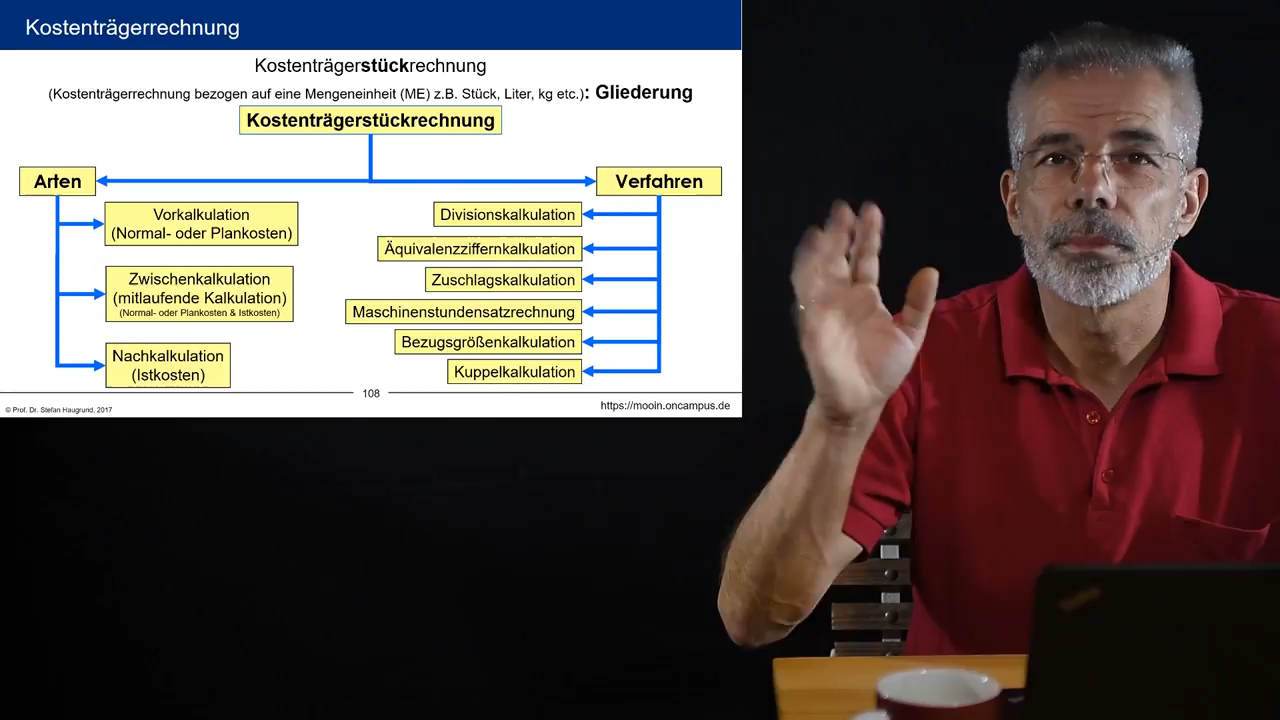 Kostenträgerrechnung
Kostenträgerstückrechnung
(Kostenträgerrechnung bezogen auf eine Mengeneinheit (ME) z.B. Stück, Liter, kg etc.): Gliederung
Kostenträgerstückrechnung
Arten
Verfahren
Vorkalkulation
(Normal- oder Plankosten)
Zwischenkalkulation
(mitlaufende Kalkulation)
(Normal- oder Plankosten & Istkosten)
Nachkalkulation
(Istkosten)
Divisionskalkulation
Äquivalenzziffernkalkulation
Zuschlagskalkulation
Maschinenstundensatzrechnung
Bezugsgrößenkalkulation
Kuppelkalkulation
108
© Prof. Dr. Stefan Haugrund, 2017
https://mooin.oncampus.de